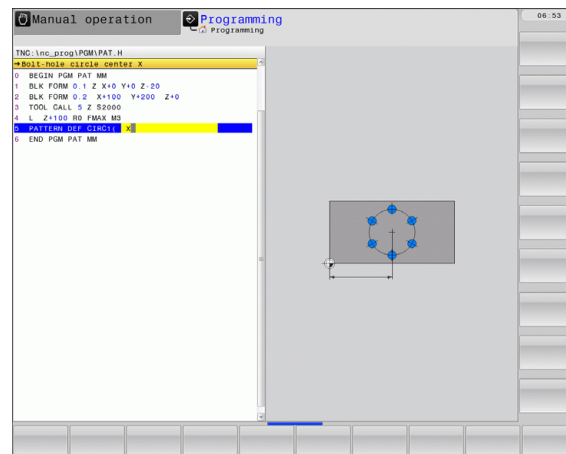 Manual operation
Programming
Programming
06:53
TNC:\nc_prog\PGM\PAT.H
→Bolt-hole circle center X
0 BEGIN PGM PAT MM
1 BLK FORM 0.1 Z X+0 Y+0 Z-20
2 BLK FORM 0.2 X+100 Y+200 Z+0
3 TOOL CALL 5 Z S2000
4 L Z+100 R0 FMAX M3
5 PATTERN DEF CIRC1( X
6 END PGM PAT MM